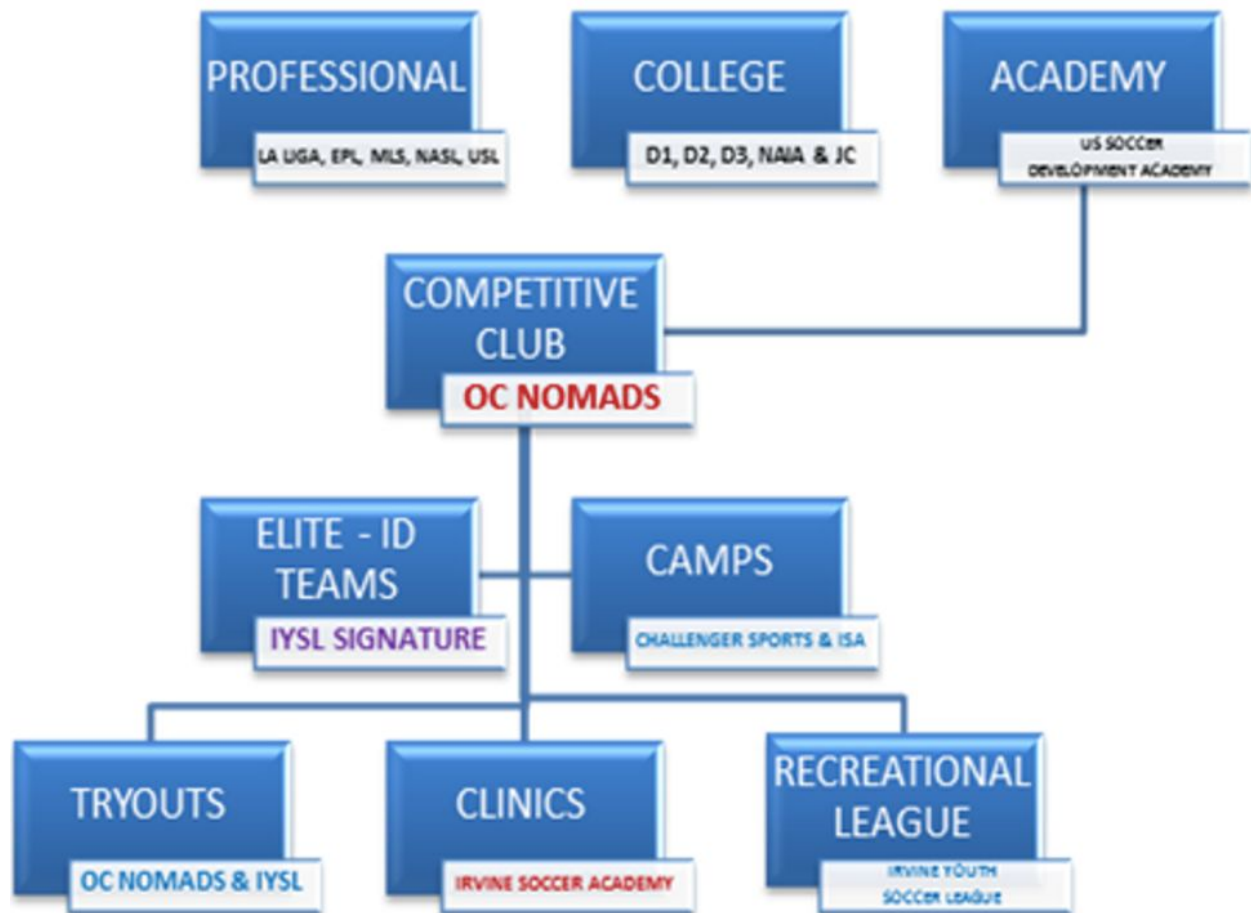 PROFESSIONAL
LA LIGA, EPL, MLS, NASL, USL
COLLEGE
D1, D2, D3, NAIA & JC
ACADEMY
US SOCCER
DEVELOPMENT ACADEMY
COMPETITIVE
CLUB
OC NOMADS
ELITE - ID
TEAMS
IYSL SIGNATURE
CAMPS
CHALLENGER SPORTS & ISA
TRYOUTS
OC NOMADS & IYSL
CLINICS
IRVINE SOCCER ACADEMY
RECREATIONAL
LEAGUE
IRVINE YOUTH
SOCCER LEAGUE